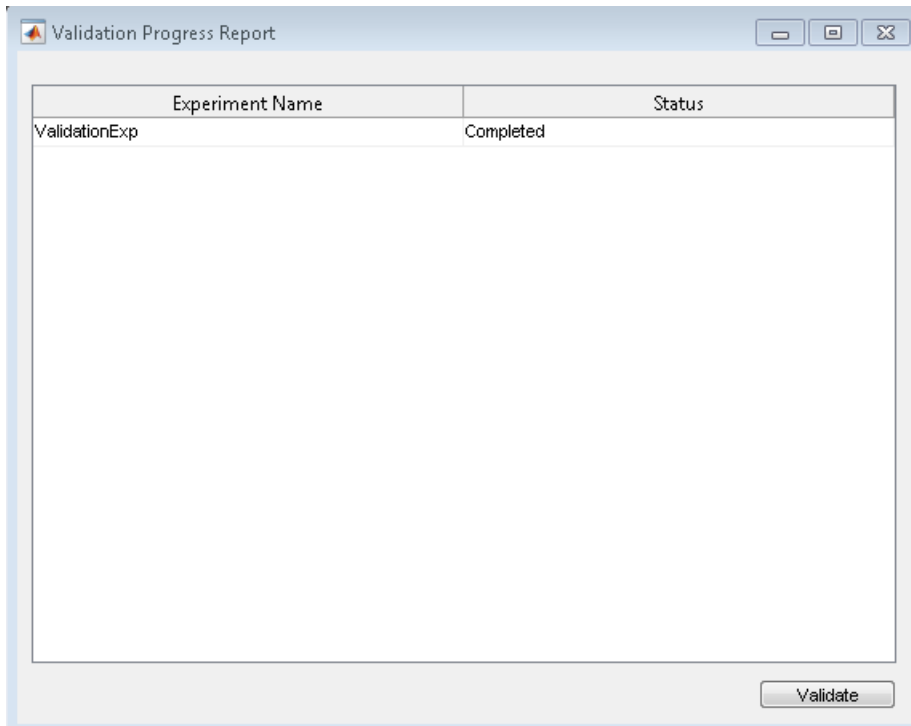 Validation Progress Report
Experiment Name Status
ValidationExp Completed
Validate